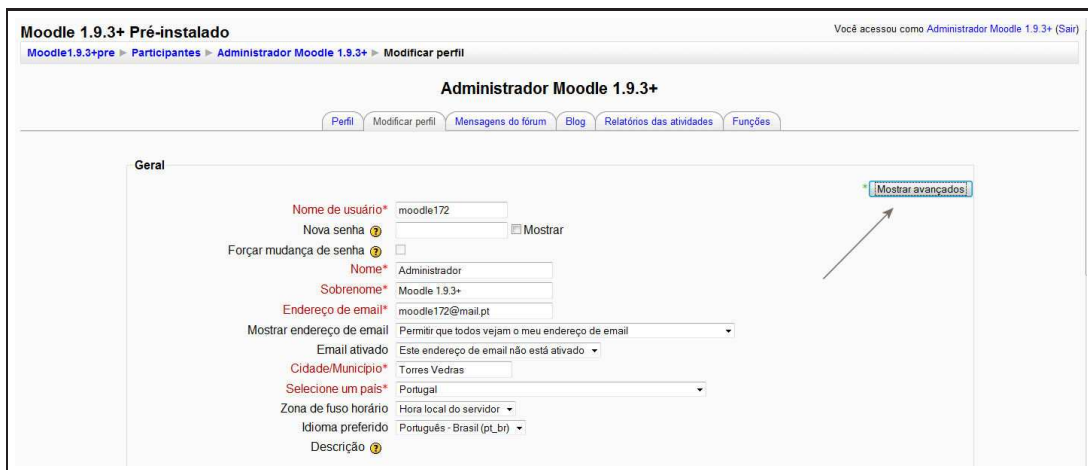 Moodle 1.9.3+ Pré-instalado
Você acessou como Administrador Moodle 1.9.3+ (Sair)
Moodle1.9.3+pre ► Participantes ► Administrador Moodle 1.9.3+ ► Modificar perfil
Administrador Moodle 1.9.3+
Perfil Modificar perfil Mensagens do fórum Blog Relatórios das atividades Funções
Geral
* Mostrar avançados
Nome de usuário* moodle172
Nova senha Mostrar
Forçar mudança de senha
Nome* Administrador
Sobrenome* Moodle 1.9.3+
Endereço de email* moodle172@mail.pt
Mostrar endereço de email Permitir que todos vejam o meu endereço de email
Email ativado Este endereço de email não está ativado
Cidade/Município* Torres Vedras
Selecione um país* Portugal
Zona de fuso horário Hora local do servidor
Idioma preferido Português - Brasil (pt_br)
Descrição